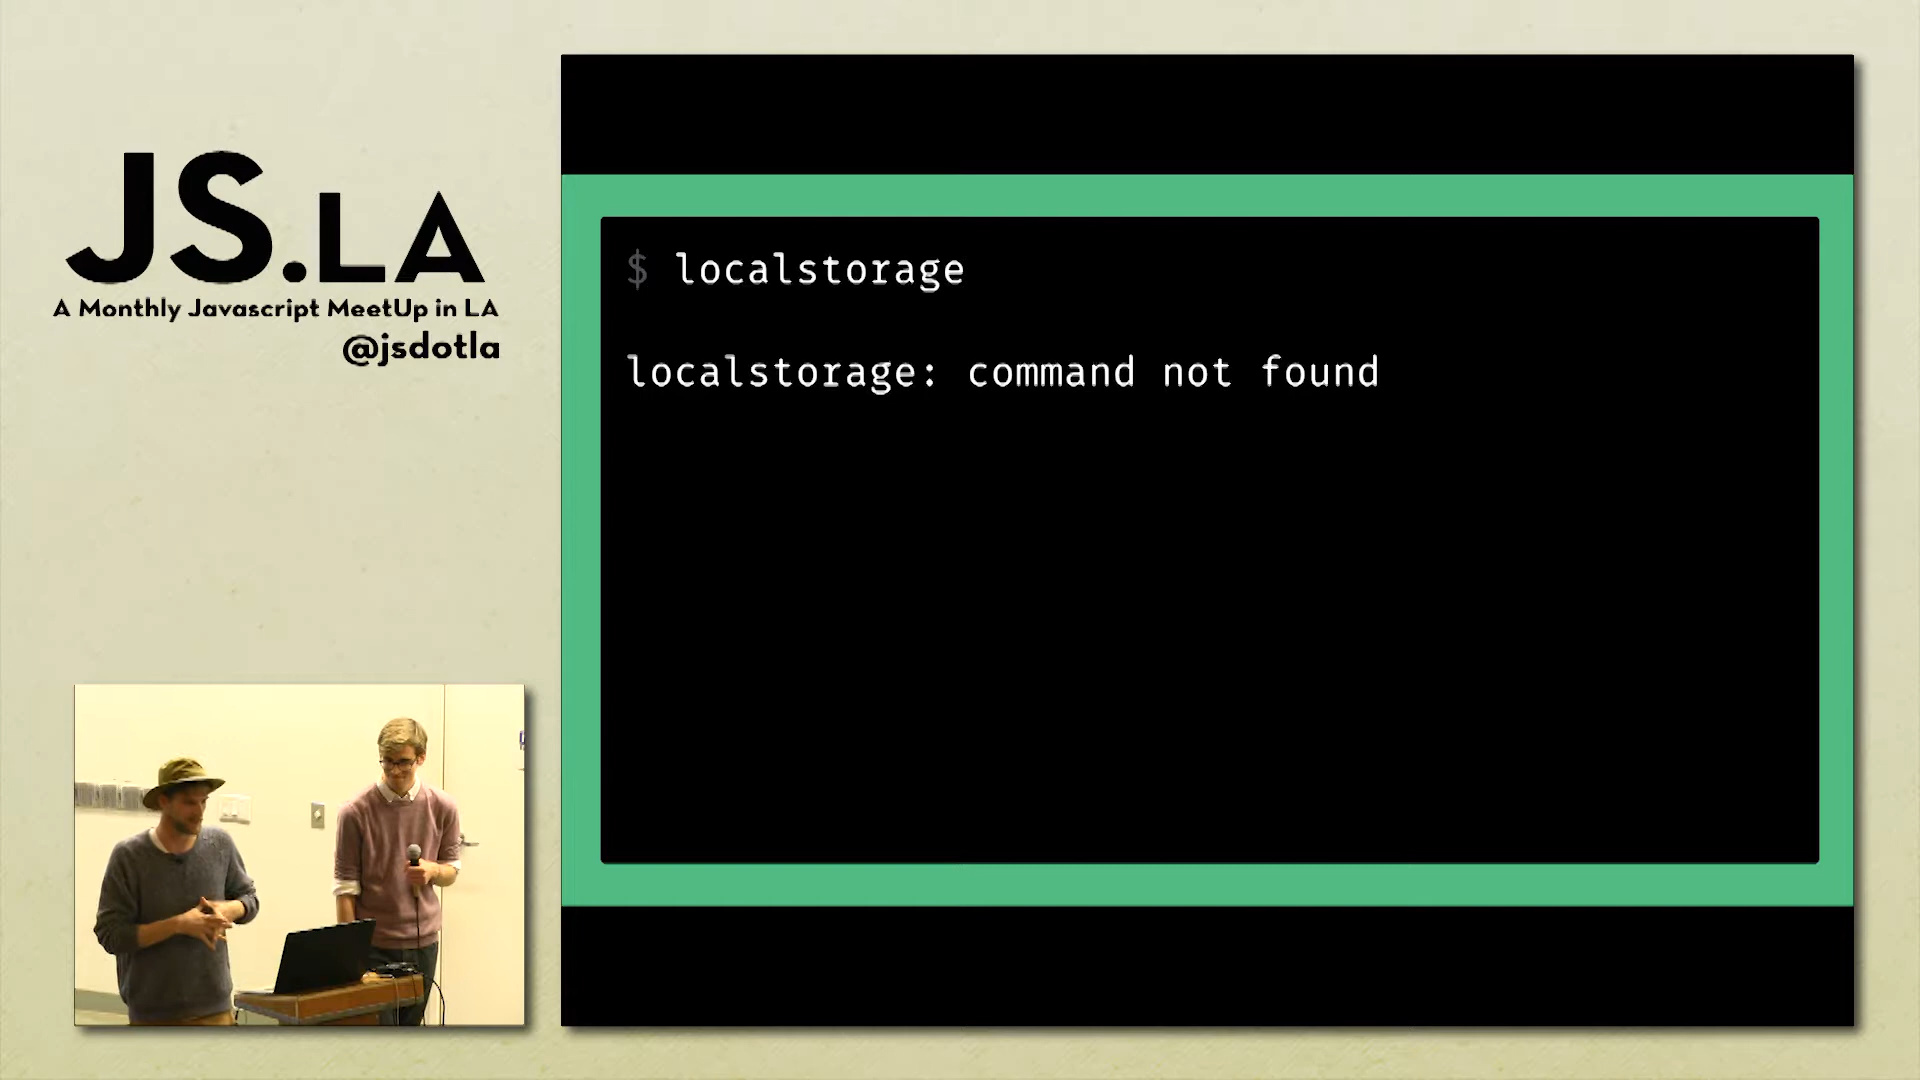 JS.LA
A Monthly Javascript MeetUp in LA
@jsdotla
$ localstorage
localstorage: command not found